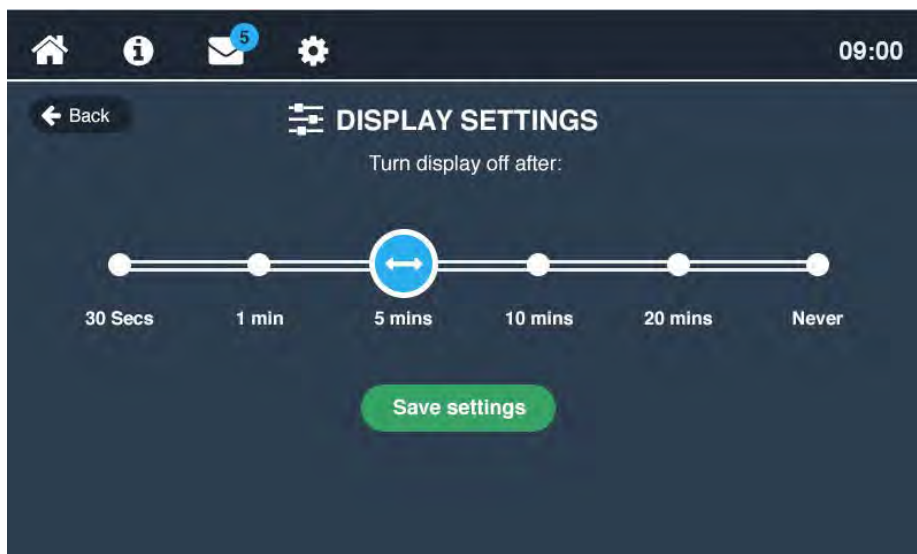 5
09:00
Back
DISPLAY SETTINGS
Turn display off after:
30 Secs 1 min 5 mins 10 mins 20 mins Never
Save settings